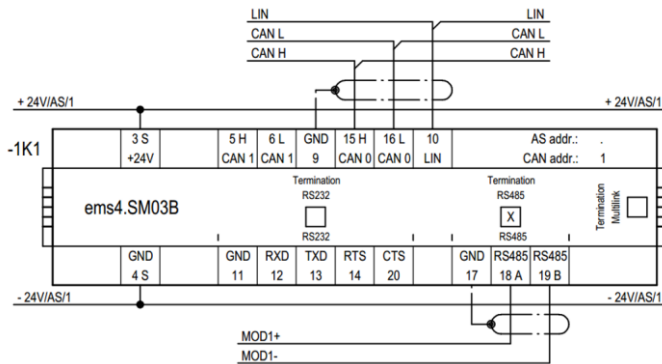 LIN LIN
CAN L CAN L
CAN H CAN H
+ 24V/AS/1 + 24V/AS/1
-1K1
3 S 5 H 6 L GND 15 H 16 L 10 AS addr.: .
+24V CAN 1 CAN 1 9 CAN 0 CAN 0 LIN CAN addr.: 1
Termination
RS232
Termination
RS485
Termination
Multilink
ems4.SM03B
X
RS232 RS485
GND GND RXD TXD RTS CTS GND RS485 RS485
4 S 11 12 13 14 20 17 18 A 19 B
- 24V/AS/1 - 24V/AS/1
MOD1+
MOD1-